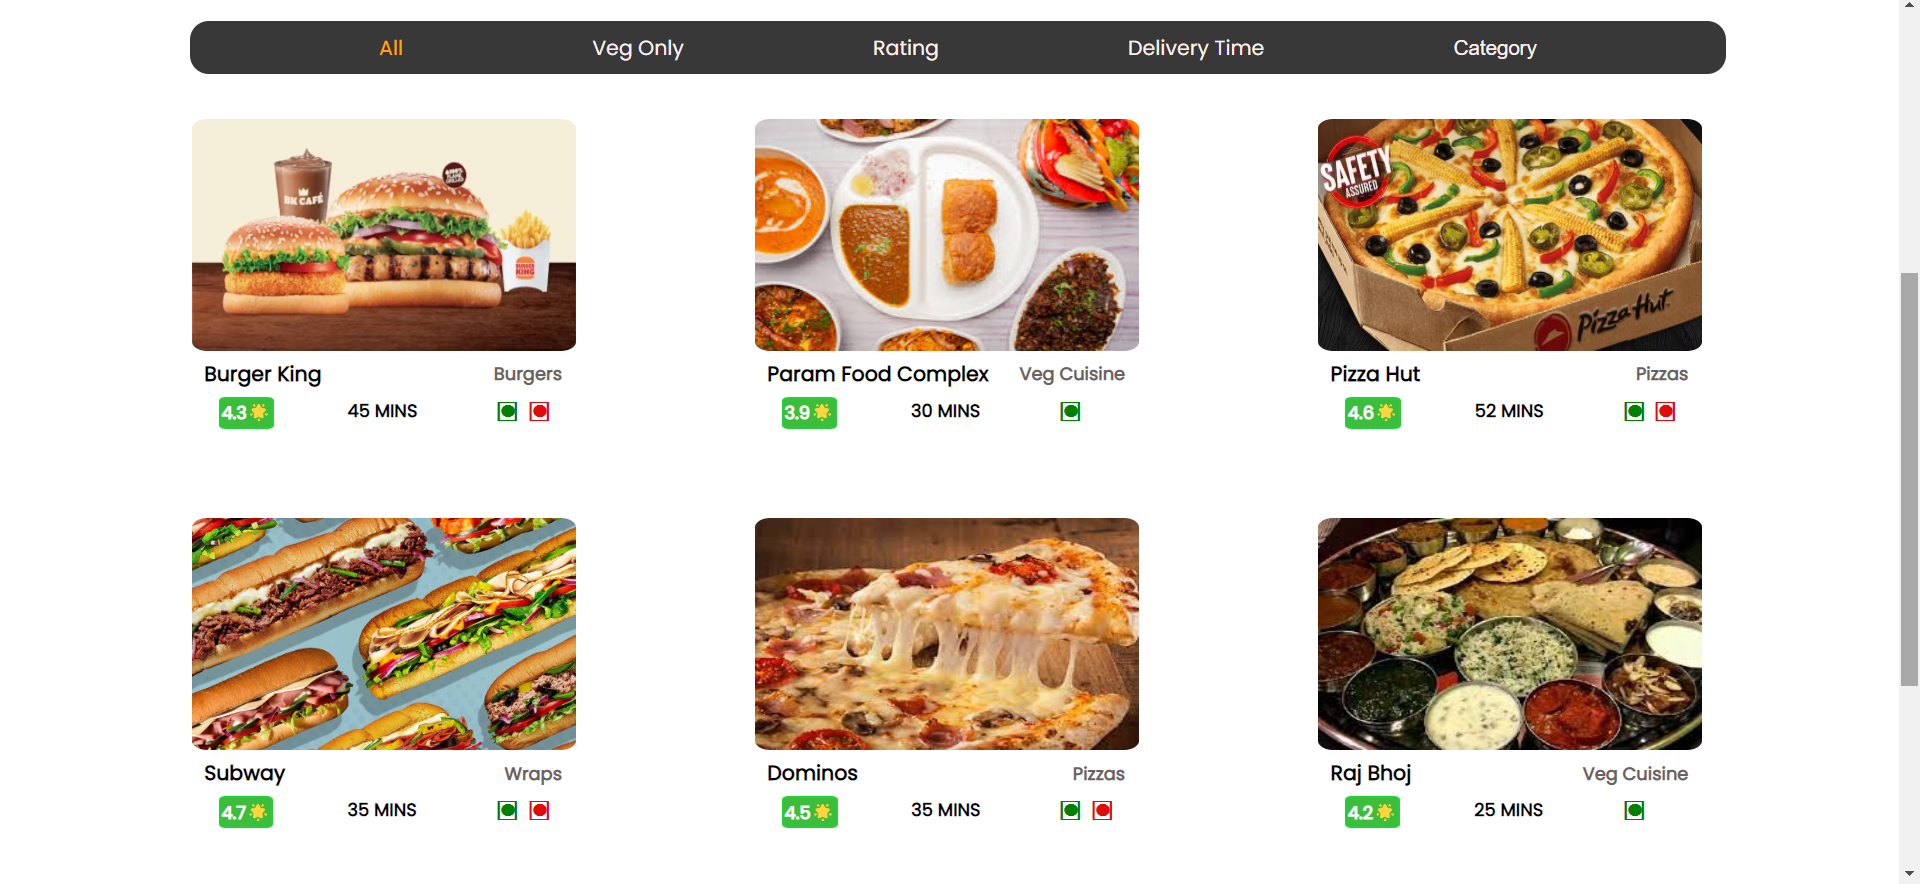 All Veg Only Rating Delivery Time Category
BK CAFÉ
BURGER
KING
SAFETY
ASSURED
Pizza Hut
Burger King Burgers
4.3 45 MINS
Param Food Complex Veg Cuisine
3.9 30 MINS
Pizza Hut Pizzas
4.6 52 MINS
Subway Wraps
4.7 35 MINS
Dominos Pizzas
4.5 35 MINS
Raj Bhoj Veg Cuisine
4.2 25 MINS